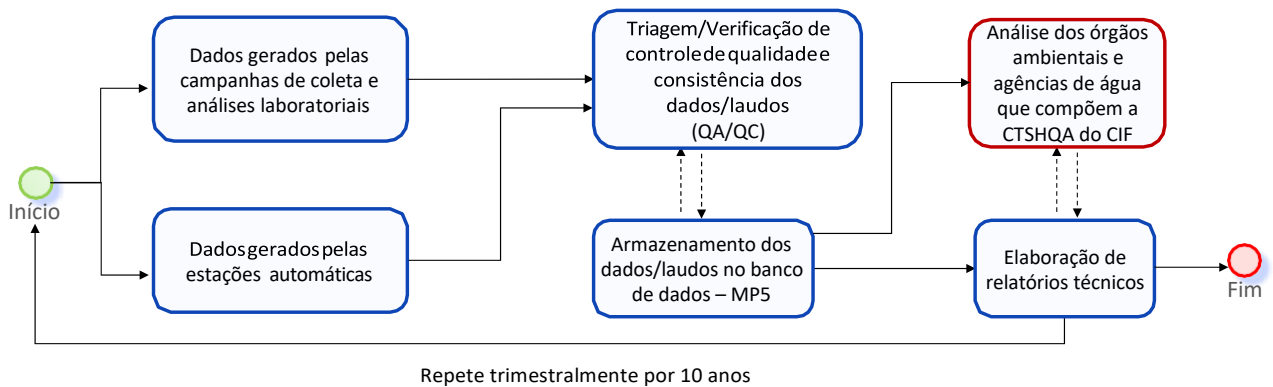 Dados gerados pelas
campanhas de coleta e
análises laboratoriais
Triagem/Verificação de
controle de qualidade e
consistência dos
dados/laudos
(QA/QC)
Análise dos órgãos
ambientais e
agências de água
que compõem a
CTSHQA do CIF
Início
Dados gerados pelas
estações automáticas
Armazenamento dos
dados/laudos no banco
de dados – MP5
Elaboração de
relatórios técnicos
Fim
Repete trimestralmente por 10 anos